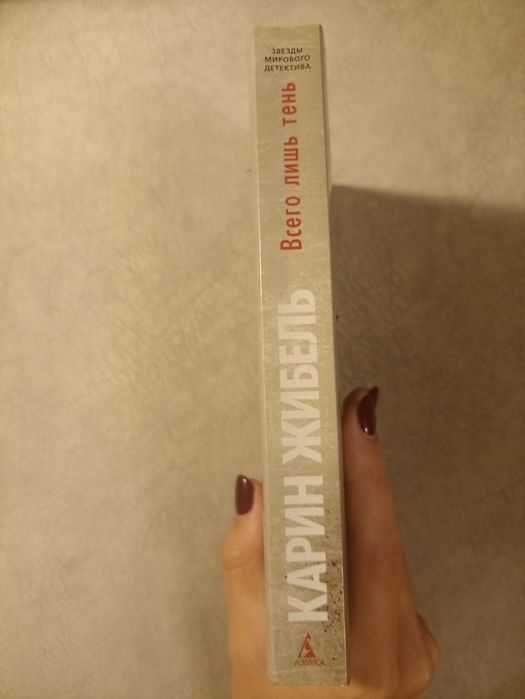 ЗВЕЗДЫ
МИРОВОГО
ДЕТЕКТИВА
Всего лишь тень
КАРИН ЖИБЕЛЬ
АЗБУКА